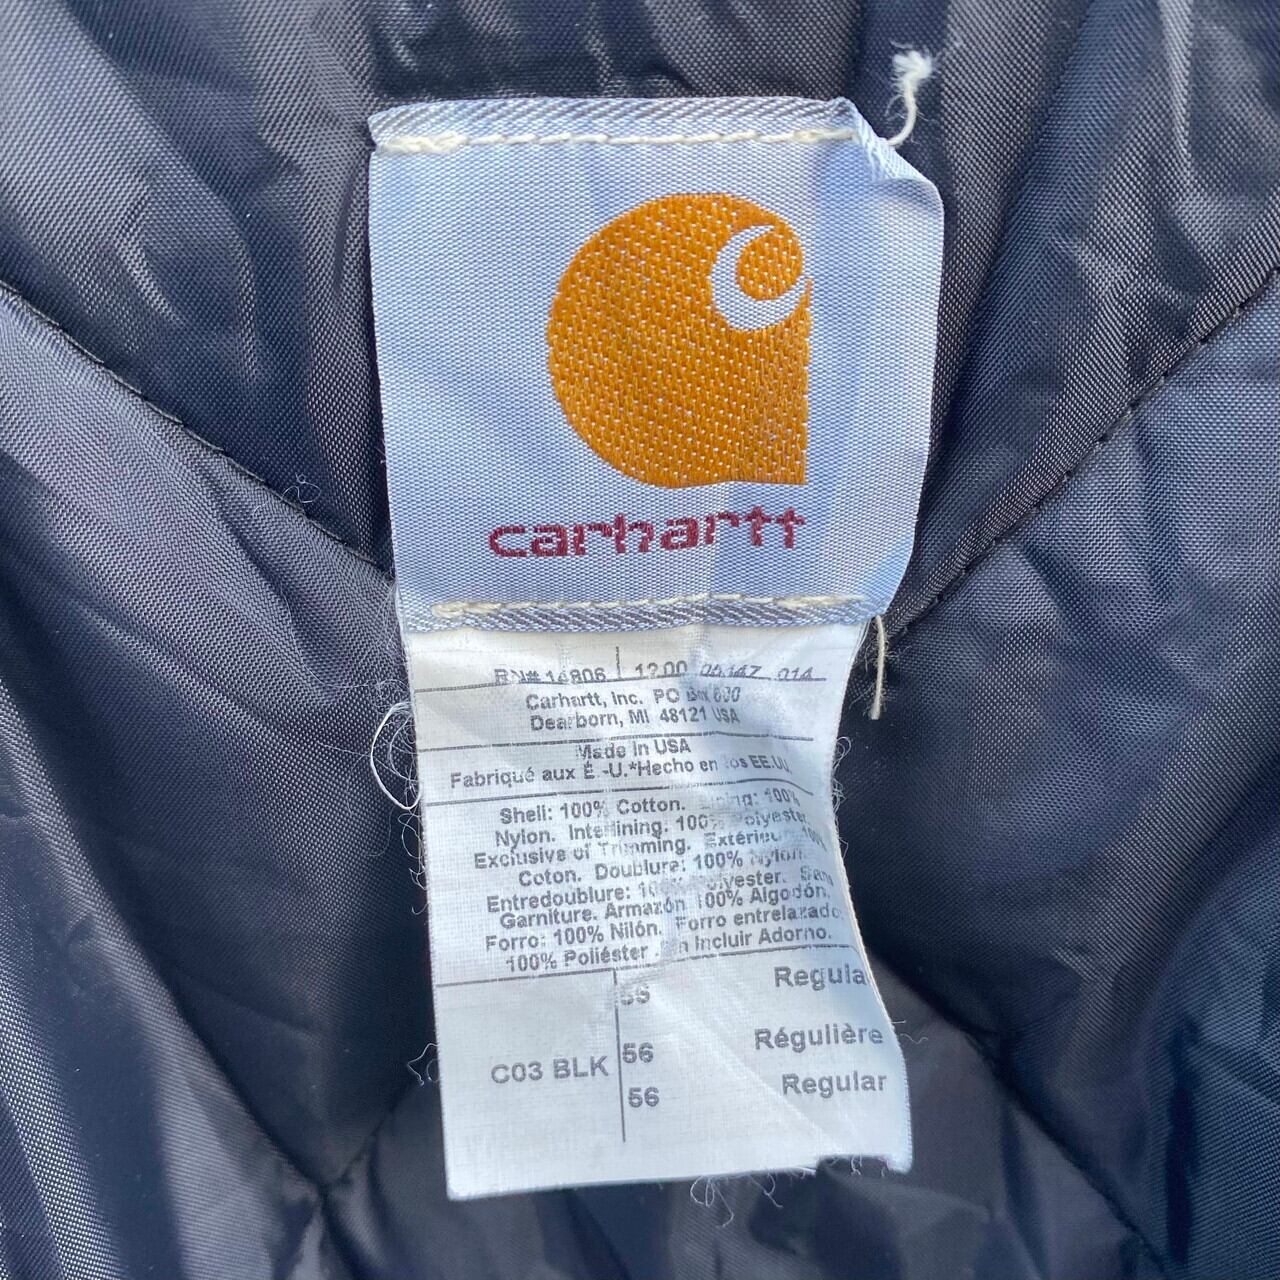 carhartt
RN# 14806 12.00 05147 014
Carhartt, Inc. PO Box 600
Dearborn, MI 48121 USA
Made in USA
Fabriqué aux É.-U.*Hecho en los EE.UU.
Shell: 100% Cotton. Lining: 100%
Nylon. Interlining: 100% Polyester
Exclusive of Trimming. Extérieur: 100%
Coton. Doublure: 100% Nylon.
Entredoublure: 100% Polyester. Sans
Garniture. Armazón 100% Algodón.
Forro: 100% Nilón. Forro entrelazado:
100% Poliéster. Sin Incluir Adorno.
56 Regula
C03 BLK 56 Régulière
56 Regular